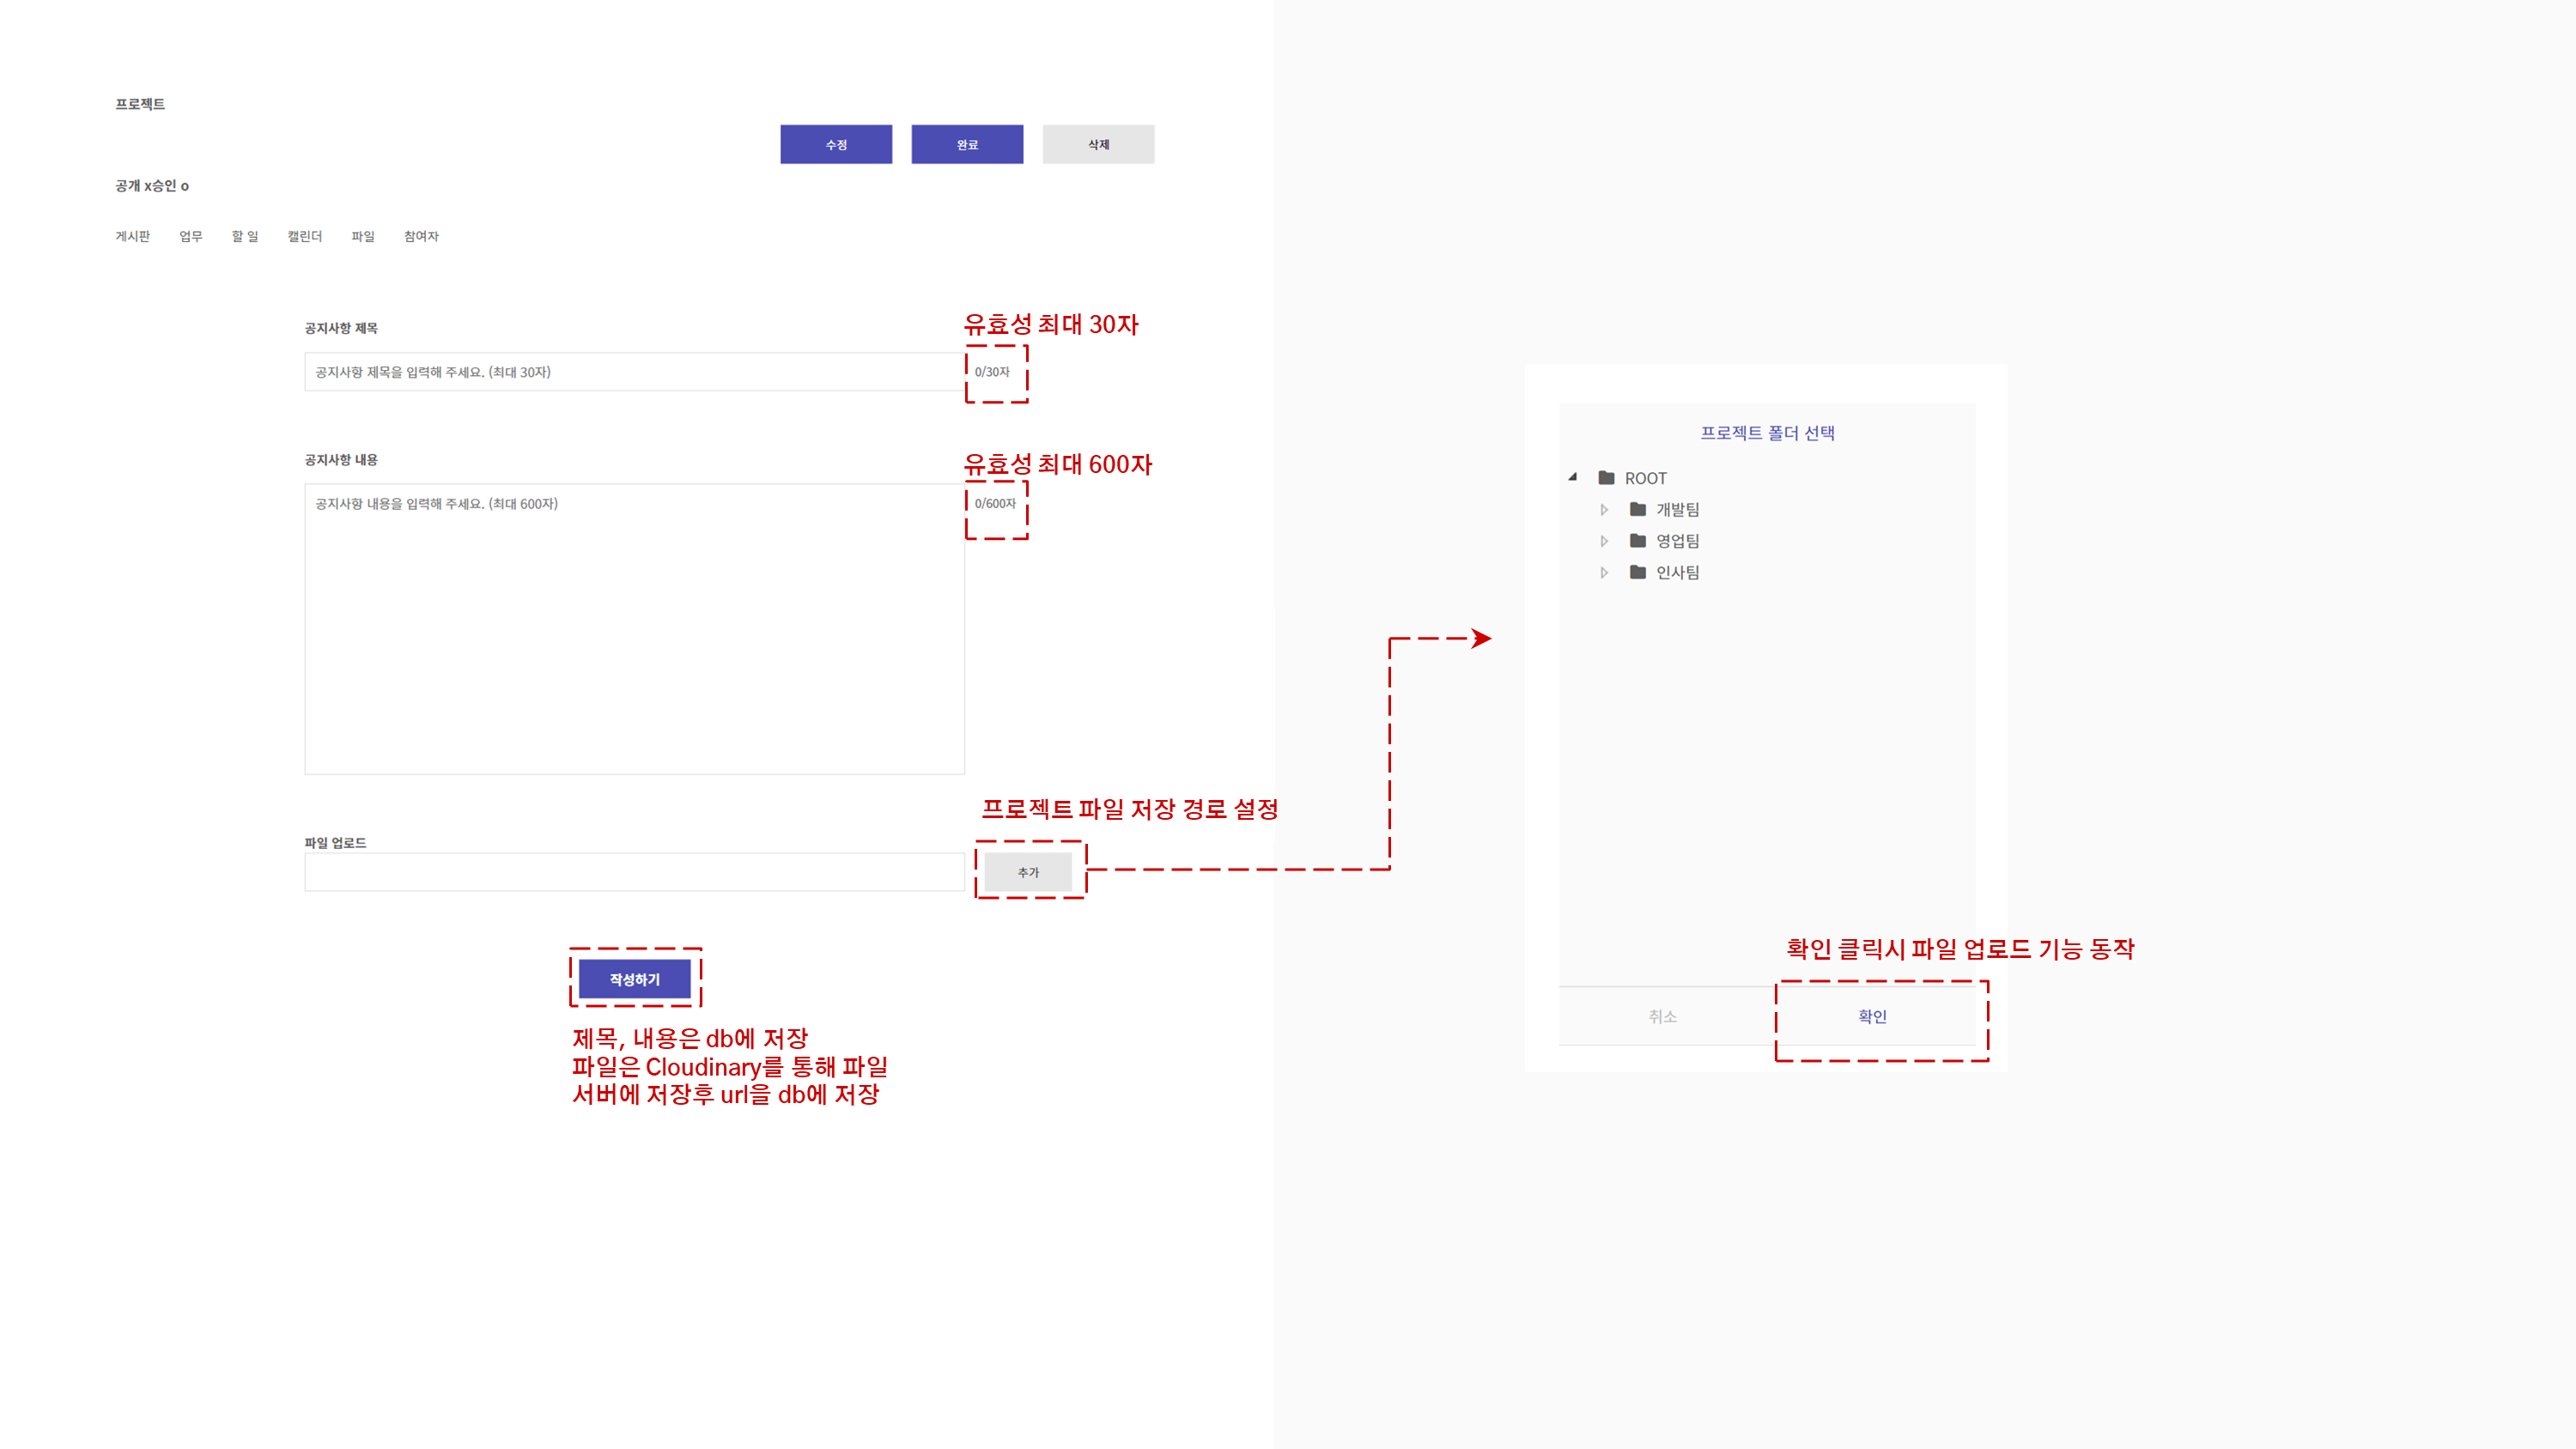 프로젝트
수정
완료
삭제
공개 x승인 o
게시판
업무
할 일
캘린더
파일
참여자
공지사항 제목
유효성 최대 30자
공지사항 제목을 입력해 주세요. (최대 30자)
0/30자
공지사항 내용
유효성 최대 600자
공지사항 내용을 입력해 주세요. (최대 600자)
0/600자
프로젝트 파일 저장 경로 설정
파일 업로드
추가
작성하기
제목, 내용은 db에 저장
파일은 Cloudinary를 통해 파일
서버에 저장후 url을 db에 저장
프로젝트 폴더 선택
ROOT
개발팀
영업팀
인사팀
확인 클릭시 파일 업로드 기능 동작
취소
확인